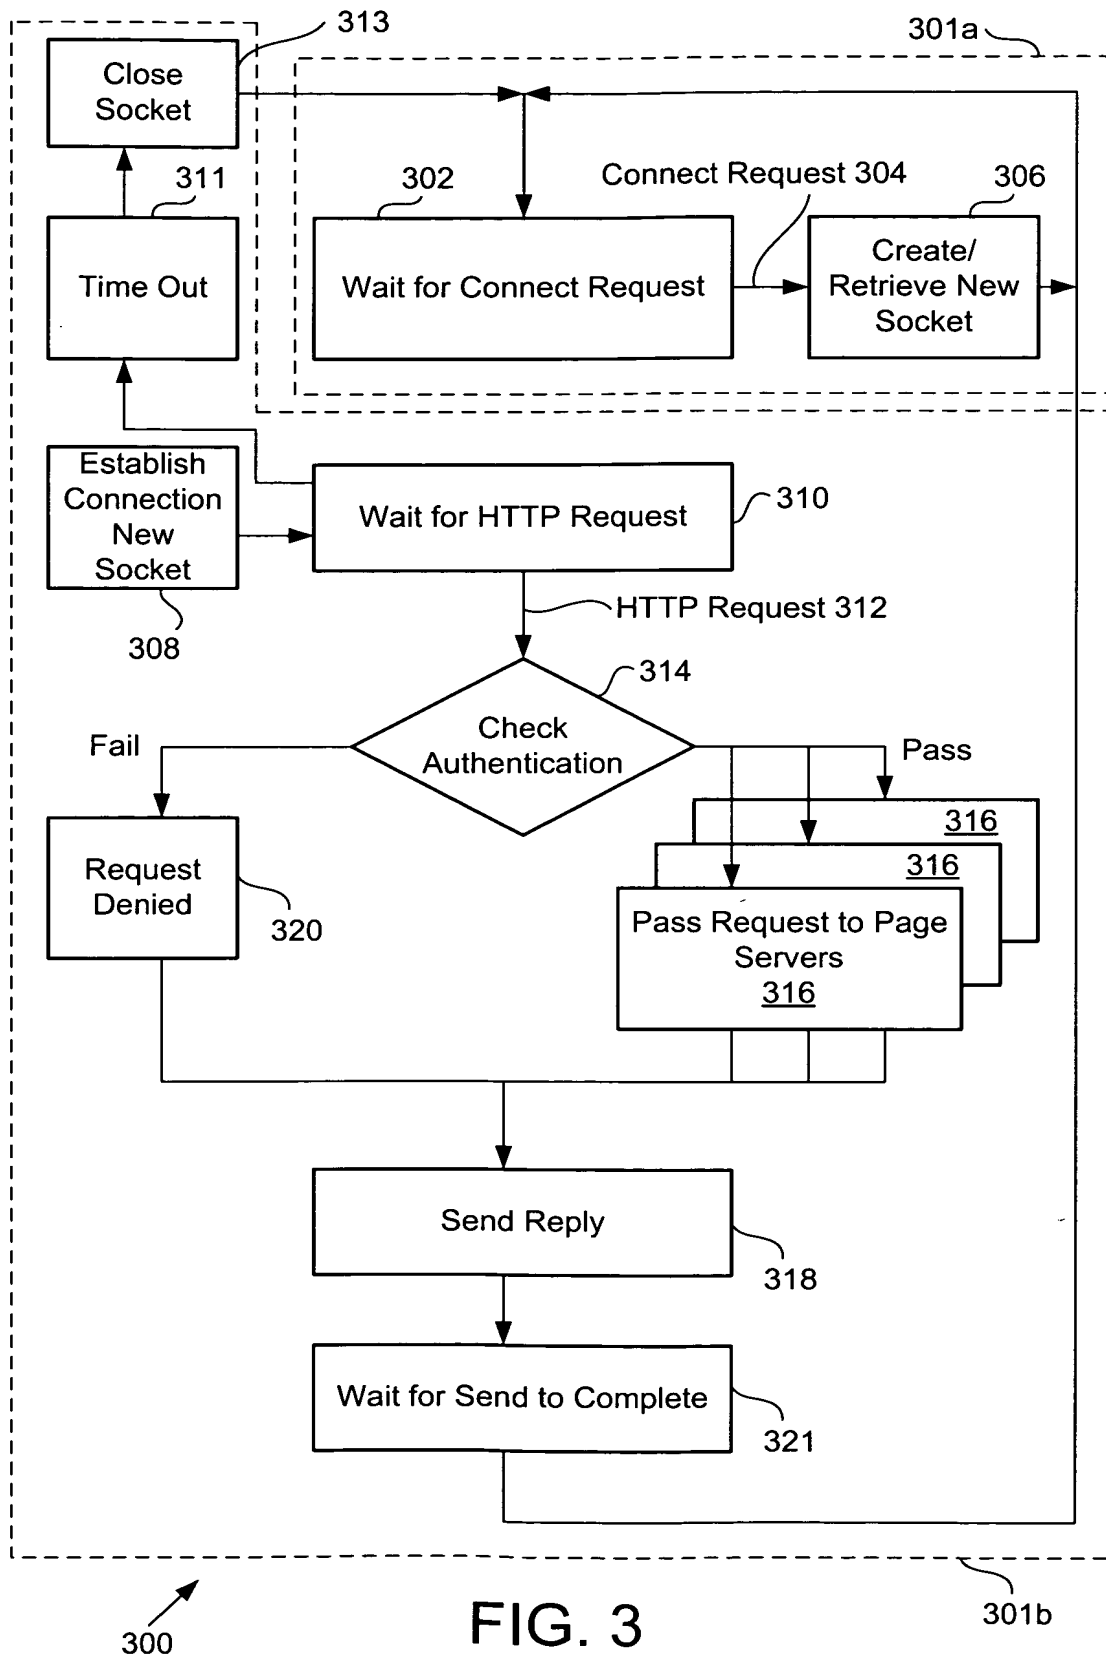 313
301a
Close
Socket
311
302
Connect Request 304
306
Time Out
Wait for Connect Request
Create/
Retrieve New
Socket
Establish
Connection
New
Socket
308
Wait for HTTP Request
310
HTTP Request 312
314
Check
Authentication
Fail
Pass
316
316
Pass Request to Page
Servers
316
Request
Denied
320
Send Reply
318
Wait for Send to Complete
321
301b
300
FIG. 3